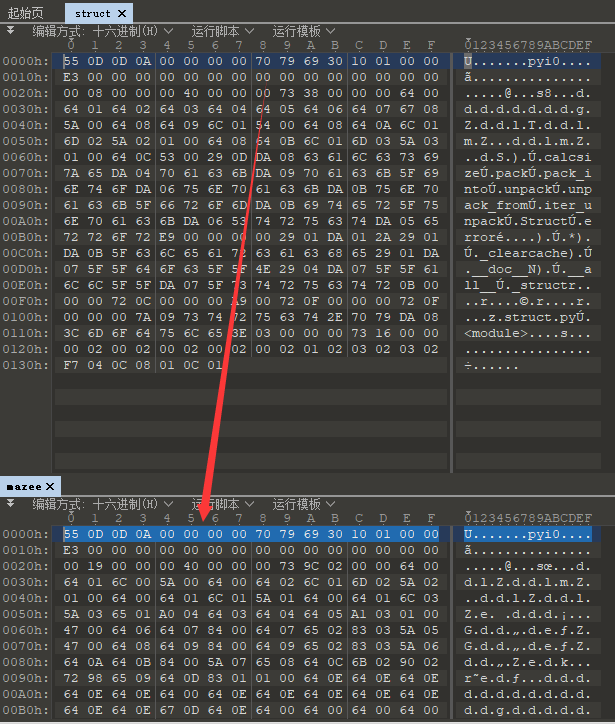 起始页 struct ×
编辑方式: 十六进制(H) 运行脚本 运行模板
0 1 2 3 4 5 6 7 8 9 A B C D E F 0123456789ABCDEF
0000h: 55 0D 0D 0A 00 00 00 00 70 79 69 30 10 01 00 00 U.......pyi0....
0010h: E3 00 00 00 00 00 00 00 00 00 00 00 00 00 00 00 ã...............
0020h: 00 08 00 00 00 40 00 00 00 73 38 00 00 00 64 00 .....@...s8...d.
0030h: 64 01 64 02 64 03 64 04 64 05 64 06 64 07 67 08 d.d.d.d.d.d.d.g.
0040h: 5A 00 64 08 64 09 6C 01 54 00 64 08 64 0A 6C 01 Z.d.d.l.T.d.d.l.
0050h: 6D 02 5A 02 01 00 64 08 64 0B 6C 01 6D 03 5A 03 m.Z...d.d.l.m.Z.
0060h: 01 00 64 0C 53 00 29 0D DA 08 63 61 6C 63 73 69 ..d.S.).Ú.calcsi
0070h: 7A 65 DA 04 70 61 63 6B DA 09 70 61 63 6B 5F 69 zeÚ.packÚ.pack_i
0080h: 6E 74 6F DA 06 75 6E 70 61 63 6B DA 0B 75 6E 70 ntoÚ.unpackÚ.unp
0090h: 61 63 6B 5F 66 72 6F 6D DA 0B 69 74 65 72 5F 75 ack_fromÚ.iter_u
00A0h: 6E 70 61 63 6B DA 06 53 74 72 75 63 74 DA 05 65 npackÚ.StructÚ.e
00B0h: 72 72 6F 72 E9 00 00 00 00 29 01 DA 01 2A 29 01 rroré....).Ú.*).
00C0h: DA 0B 5F 63 6C 65 61 72 63 61 63 68 65 29 01 DA Ú._clearcache).Ú
00D0h: 07 5F 5F 64 6F 63 5F 5F 4E 29 04 DA 07 5F 5F 61 .__doc__N).Ú.__a
00E0h: 6C 6C 5F 5F DA 07 5F 73 74 72 75 63 74 72 0B 00 ll__Ú._structr..
00F0h: 00 00 72 0C 00 00 00 A9 00 72 0F 00 00 00 72 0F ..r....©.r....r.
0100h: 00 00 00 7A 09 73 74 72 75 63 74 2E 70 79 DA 08 ...z.struct.pyÚ.
0110h: 3C 6D 6F 64 75 6C 65 3E 03 00 00 00 73 16 00 00 <module>....s...
0120h: 00 02 00 02 00 02 00 02 00 02 01 02 03 02 03 02 ................
0130h: F7 04 0C 08 01 0C 01 ÷......
mazee ×
编辑方式: 十六进制(H) 运行脚本 运行模板
0 1 2 3 4 5 6 7 8 9 A B C D E F 0123456789ABCDEF
0000h: 55 0D 0D 0A 00 00 00 00 70 79 69 30 10 01 00 00 U.......pyi0....
0010h: E3 00 00 00 00 00 00 00 00 00 00 00 00 00 00 00 ã...............
0020h: 00 19 00 00 00 40 00 00 00 73 9C 02 00 00 64 00 .....@...sœ...d.
0030h: 64 01 6C 00 5A 00 64 00 64 02 6C 01 6D 02 5A 02 d.l.Z.d.d.l.m.Z.
0040h: 01 00 64 00 64 01 6C 01 5A 01 64 00 64 01 6C 03 ..d.d.l.Z.d.d.l.
0050h: 5A 03 65 01 A0 04 64 03 64 04 64 05 A1 03 01 00 Z.e. .d.d.d.¡...
0060h: 47 00 64 06 64 07 84 00 64 07 65 02 83 03 5A 05 G.d.d.„.d.e.ƒ.Z.
0070h: 47 00 64 08 64 09 84 00 64 09 65 02 83 03 5A 06 G.d.d.„.d.e.ƒ.Z.
0080h: 64 0A 64 0B 84 00 5A 07 65 08 64 0C 6B 02 90 02 d.d.„.Z.e.d.k...
0090h: 72 98 65 09 64 0D 83 01 01 00 64 0E 64 0E 64 0E r˜e.d.ƒ...d.d.d.
00A0h: 64 0E 64 0E 64 0E 64 0E 64 0E 64 0E 64 0E 64 0E d.d.d.d.d.d.d.d.
00B0h: 64 0E 64 0E 67 0D 64 0E 64 00 64 0E 64 0E 64 00 d.d.g.d.d.d.d.d.